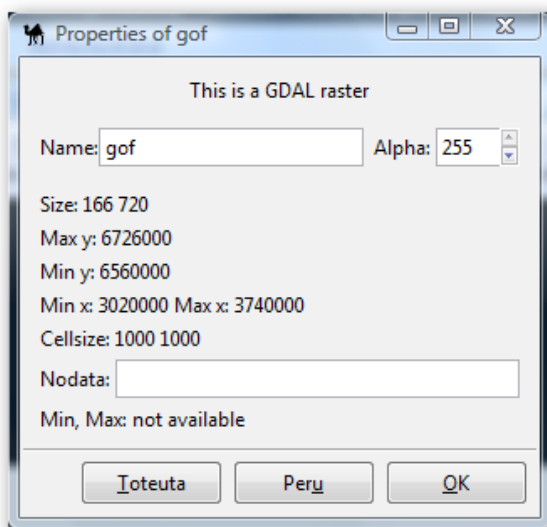 Properties of gof
This is a GDAL raster
Name: gof Alpha: 255
Size: 166 720
Max y: 6726000
Min y: 6560000
Min x: 3020000 Max x: 3740000
Cellsize: 1000 1000
Nodata:
Min, Max: not available
Toteuta Peru OK